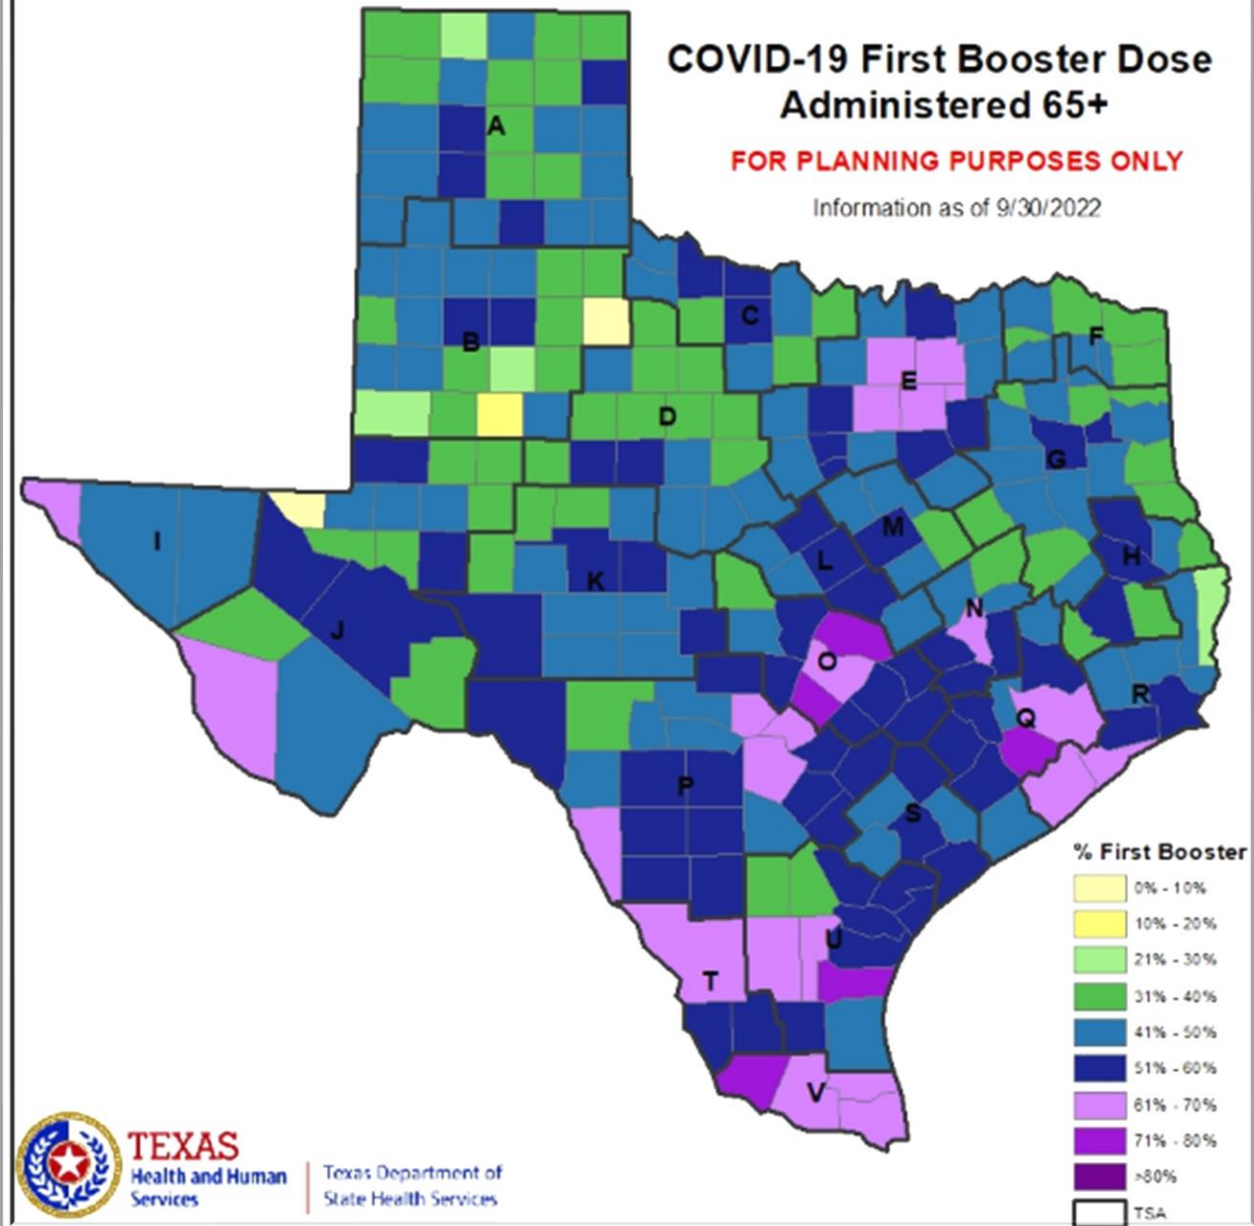 COVID-19 First Booster Dose
Administered 65+
FOR PLANNING PURPOSES ONLY
Information as of 9/30/2022
A
B
C
D
E
F
G
H
I
J
K
L
M
N
O
P
Q
R
S
T
U
V
% First Booster
0% - 10%
10% - 20%
21% - 30%
31% - 40%
41% - 50%
51% - 60%
61% - 70%
71% - 80%
>80%
TSA
TEXAS
Health and Human
Services
Texas Department of
State Health Services